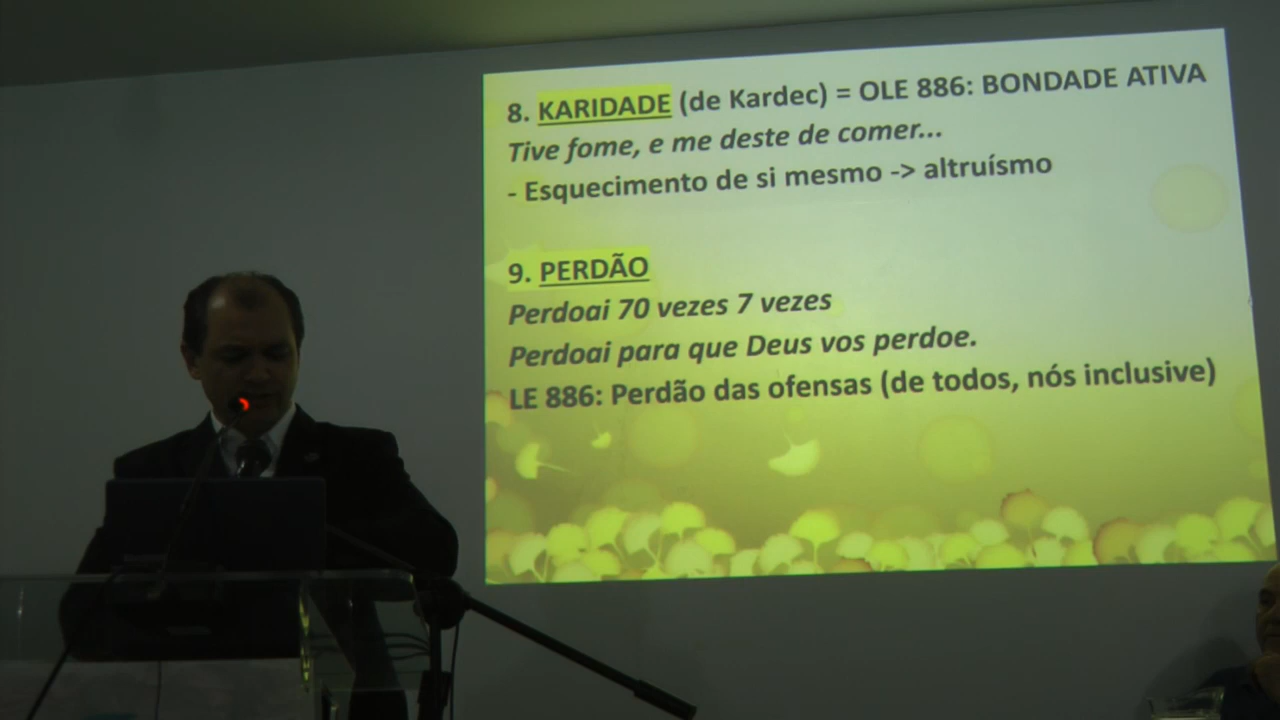 8. KARIDADE (de Kardec) = OLE 886: BONDADE ATIVA
Tive fome, e me deste de comer...
- Esquecimento de si mesmo -> altruísmo
9. PERDÃO
Perdoai 70 vezes 7 vezes
Perdoai para que Deus vos perdoe.
LE 886: Perdão das ofensas (de todos, nós inclusive)